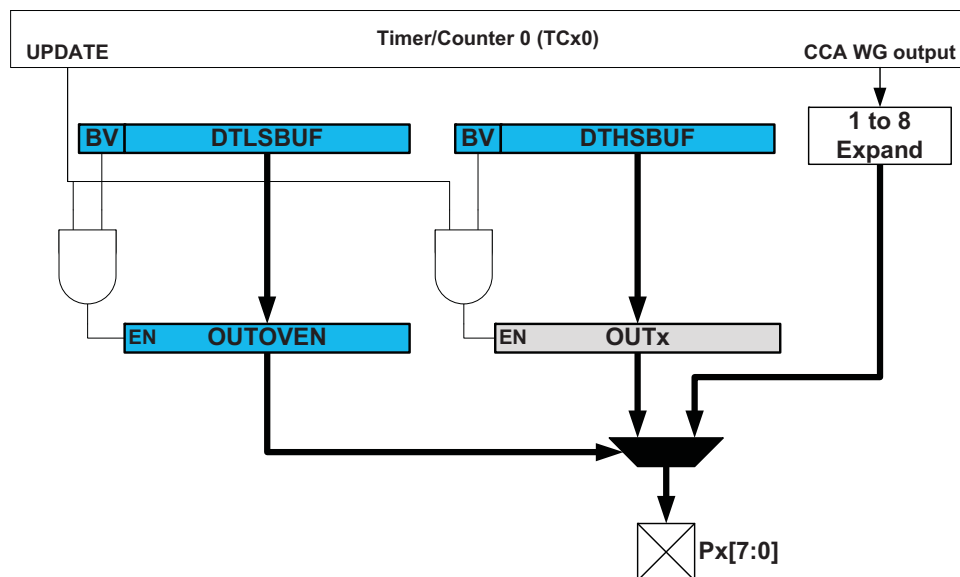 Timer/Counter 0 (TCx0)
UPDATE
CCA WG output
BV
DTLSBUF
BV
DTHSBUF
1 to 8
Expand
EN
OUTOVEN
EN
OUTx
Px[7:0]